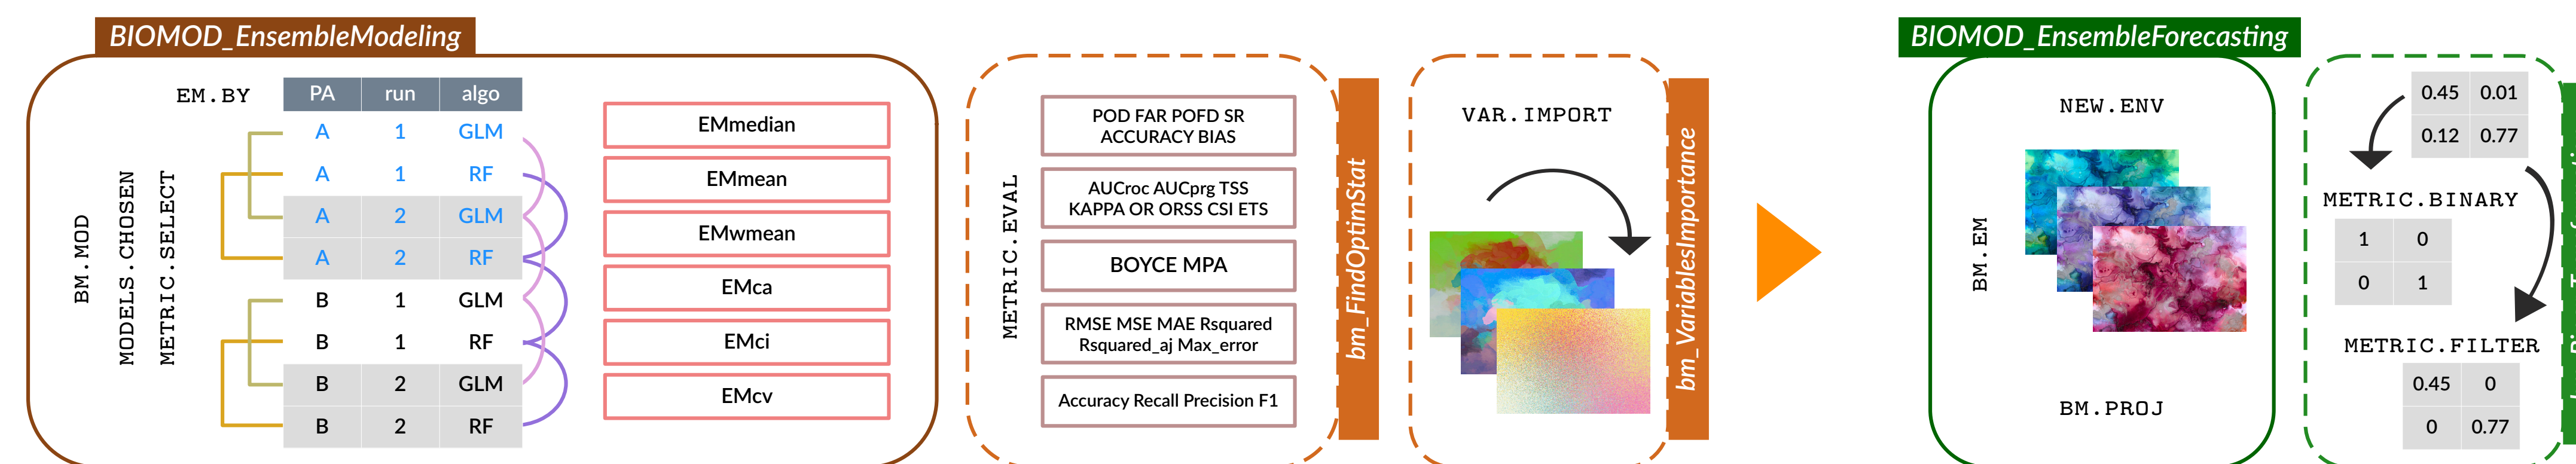 BIOMOD_EnsembleModeling
EM.BY
BM.MOD
MODELS.CHOSEN
METRIC.SELECT
PA run algo
A 1 GLM
A 1 RF
A 2 GLM
A 2 RF
B 1 GLM
B 1 RF
B 2 GLM
B 2 RF
EMmedian
EMmean
EMwmean
EMca
EMci
EMcv
METRIC.EVAL
POD FAR POFD SR
ACCURACY BIAS
AUCroc AUCprg TSS
KAPPA OR ORSS CSI ETS
BOYCE MPA
RMSE MSE MAE Rsquared
Rsquared_aj Max_error
Accuracy Recall Precision F1
bm_FindOptimStat
VAR.IMPORT
bm_VariablesImportance
BIOMOD_EnsembleForecasting
BM.EM
NEW.ENV
BM.PROJ
0.45 0.01
0.12 0.77
METRIC.BINARY
1 0
0 1
METRIC.FILTER
0.45 0
0 0.77